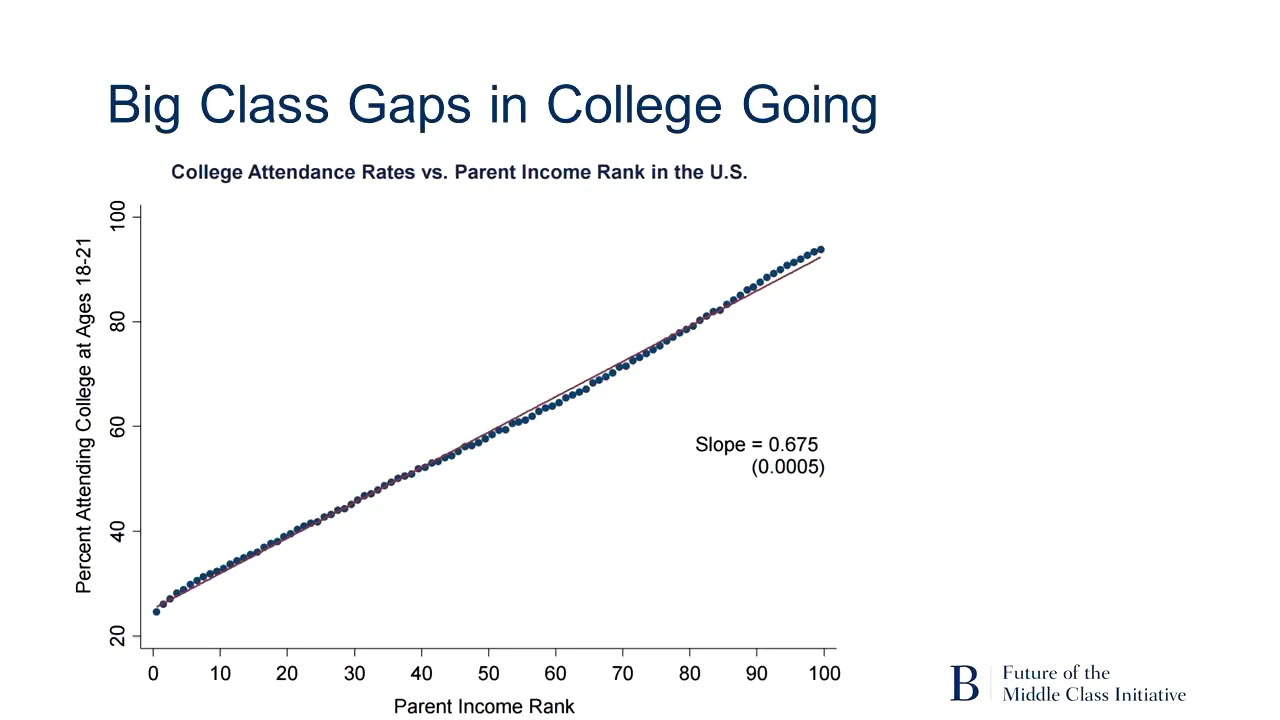 Big Class Gaps in College Going
College Attendance Rates vs. Parent Income Rank in the U.S.
Percent Attending College at Ages 18-21
100
80
60
40
20
Slope = 0.675
(0.0005)
0 10 20 30 40 50 60 70 80 90 100
Parent Income Rank
B
Future of the
Middle Class Initiative